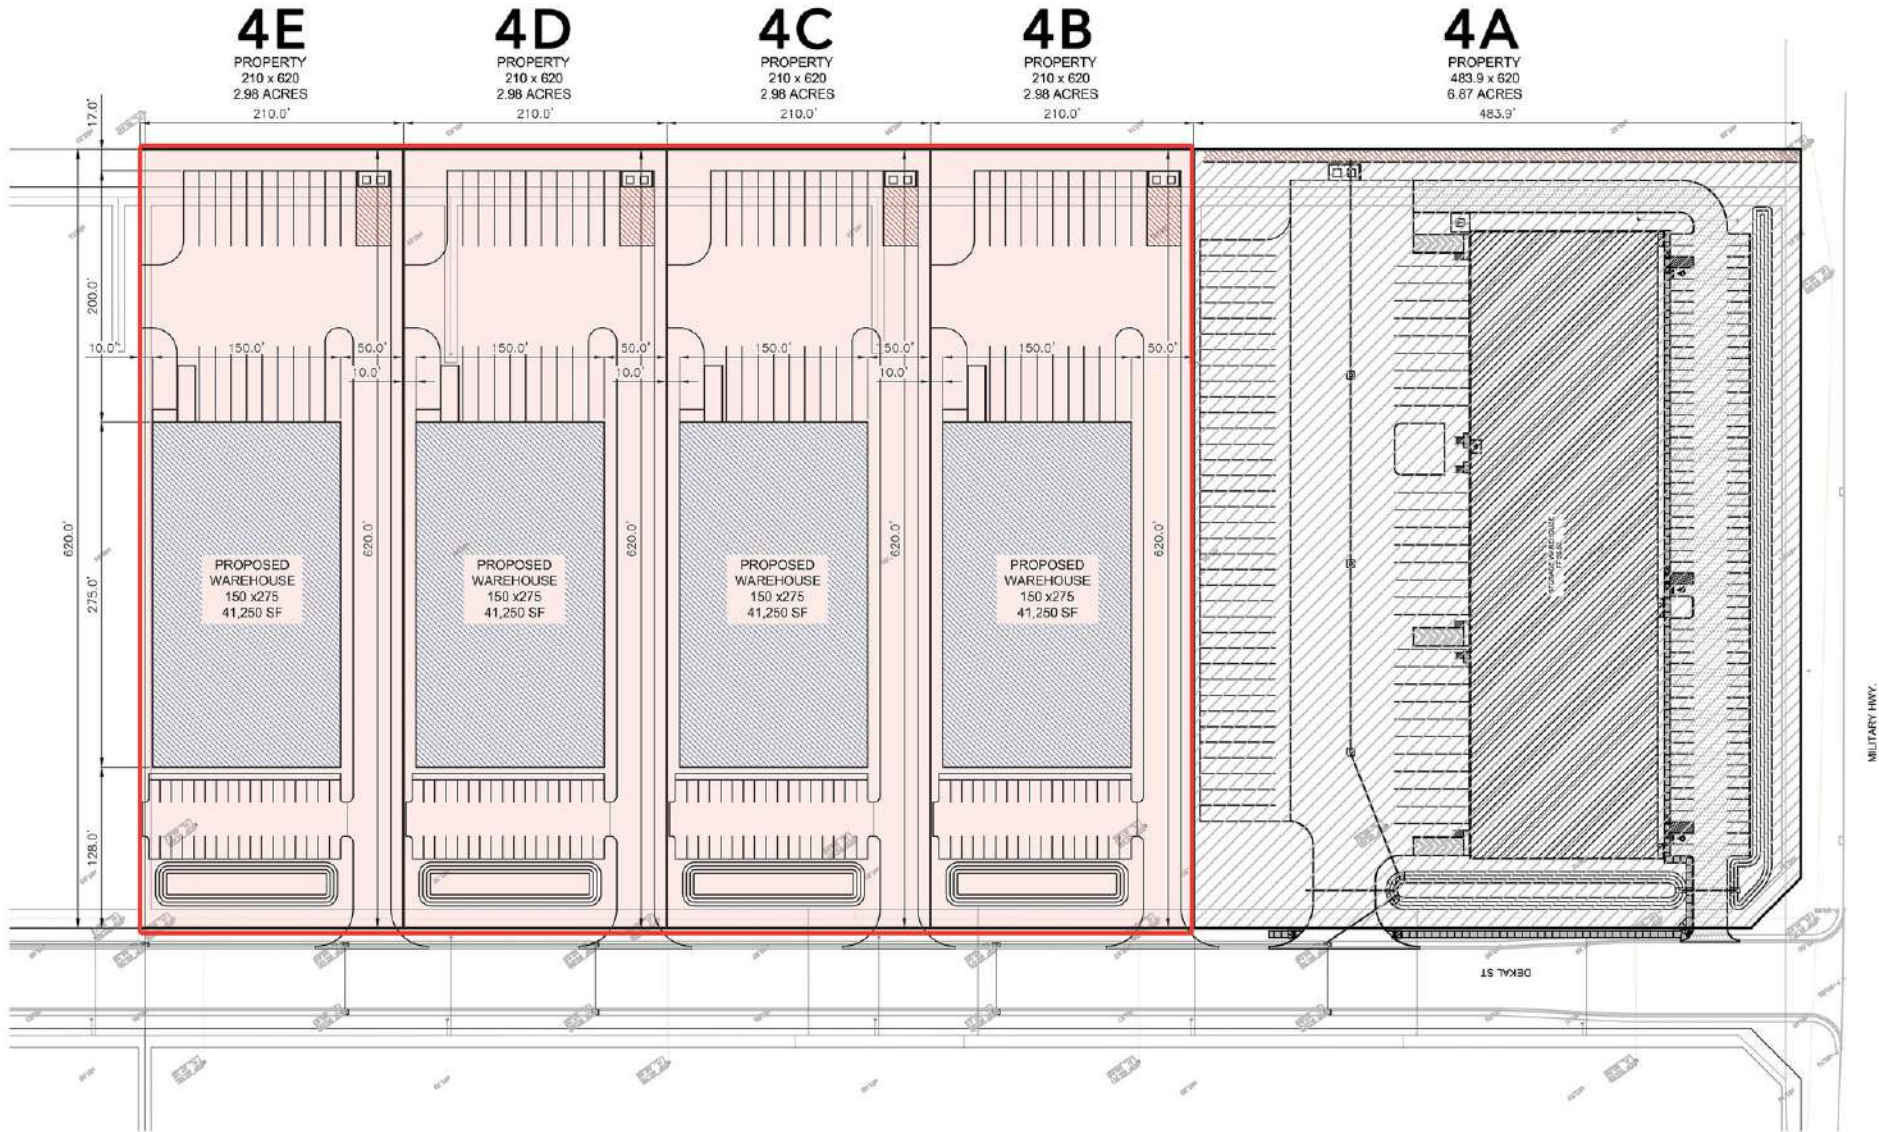 4E
PROPERTY
210 x 620
2.98 ACRES
210.0'
4D
PROPERTY
210 x 620
2.98 ACRES
210.0'
4C
PROPERTY
210 x 620
2.98 ACRES
210.0'
4B
PROPERTY
210 x 620
2.98 ACRES
210.0'
4A
PROPERTY
483.9 x 620
6.87 ACRES
483.9'
17.0'
200.0'
10.0'
150.0'
50.0'
10.0'
150.0'
50.0'
10.0'
150.0'
50.0'
10.0'
150.0'
50.0'
620.0'
275.0'
620.0'
620.0'
620.0'
620.0'
PROPOSED
WAREHOUSE
150 x275
41,250 SF
PROPOSED
WAREHOUSE
150 x275
41,250 SF
PROPOSED
WAREHOUSE
150 x275
41,250 SF
PROPOSED
WAREHOUSE
150 x275
41,250 SF
STORAGE WAREHOUSE
128.0'
MILITARY HWY.
DEKAL ST